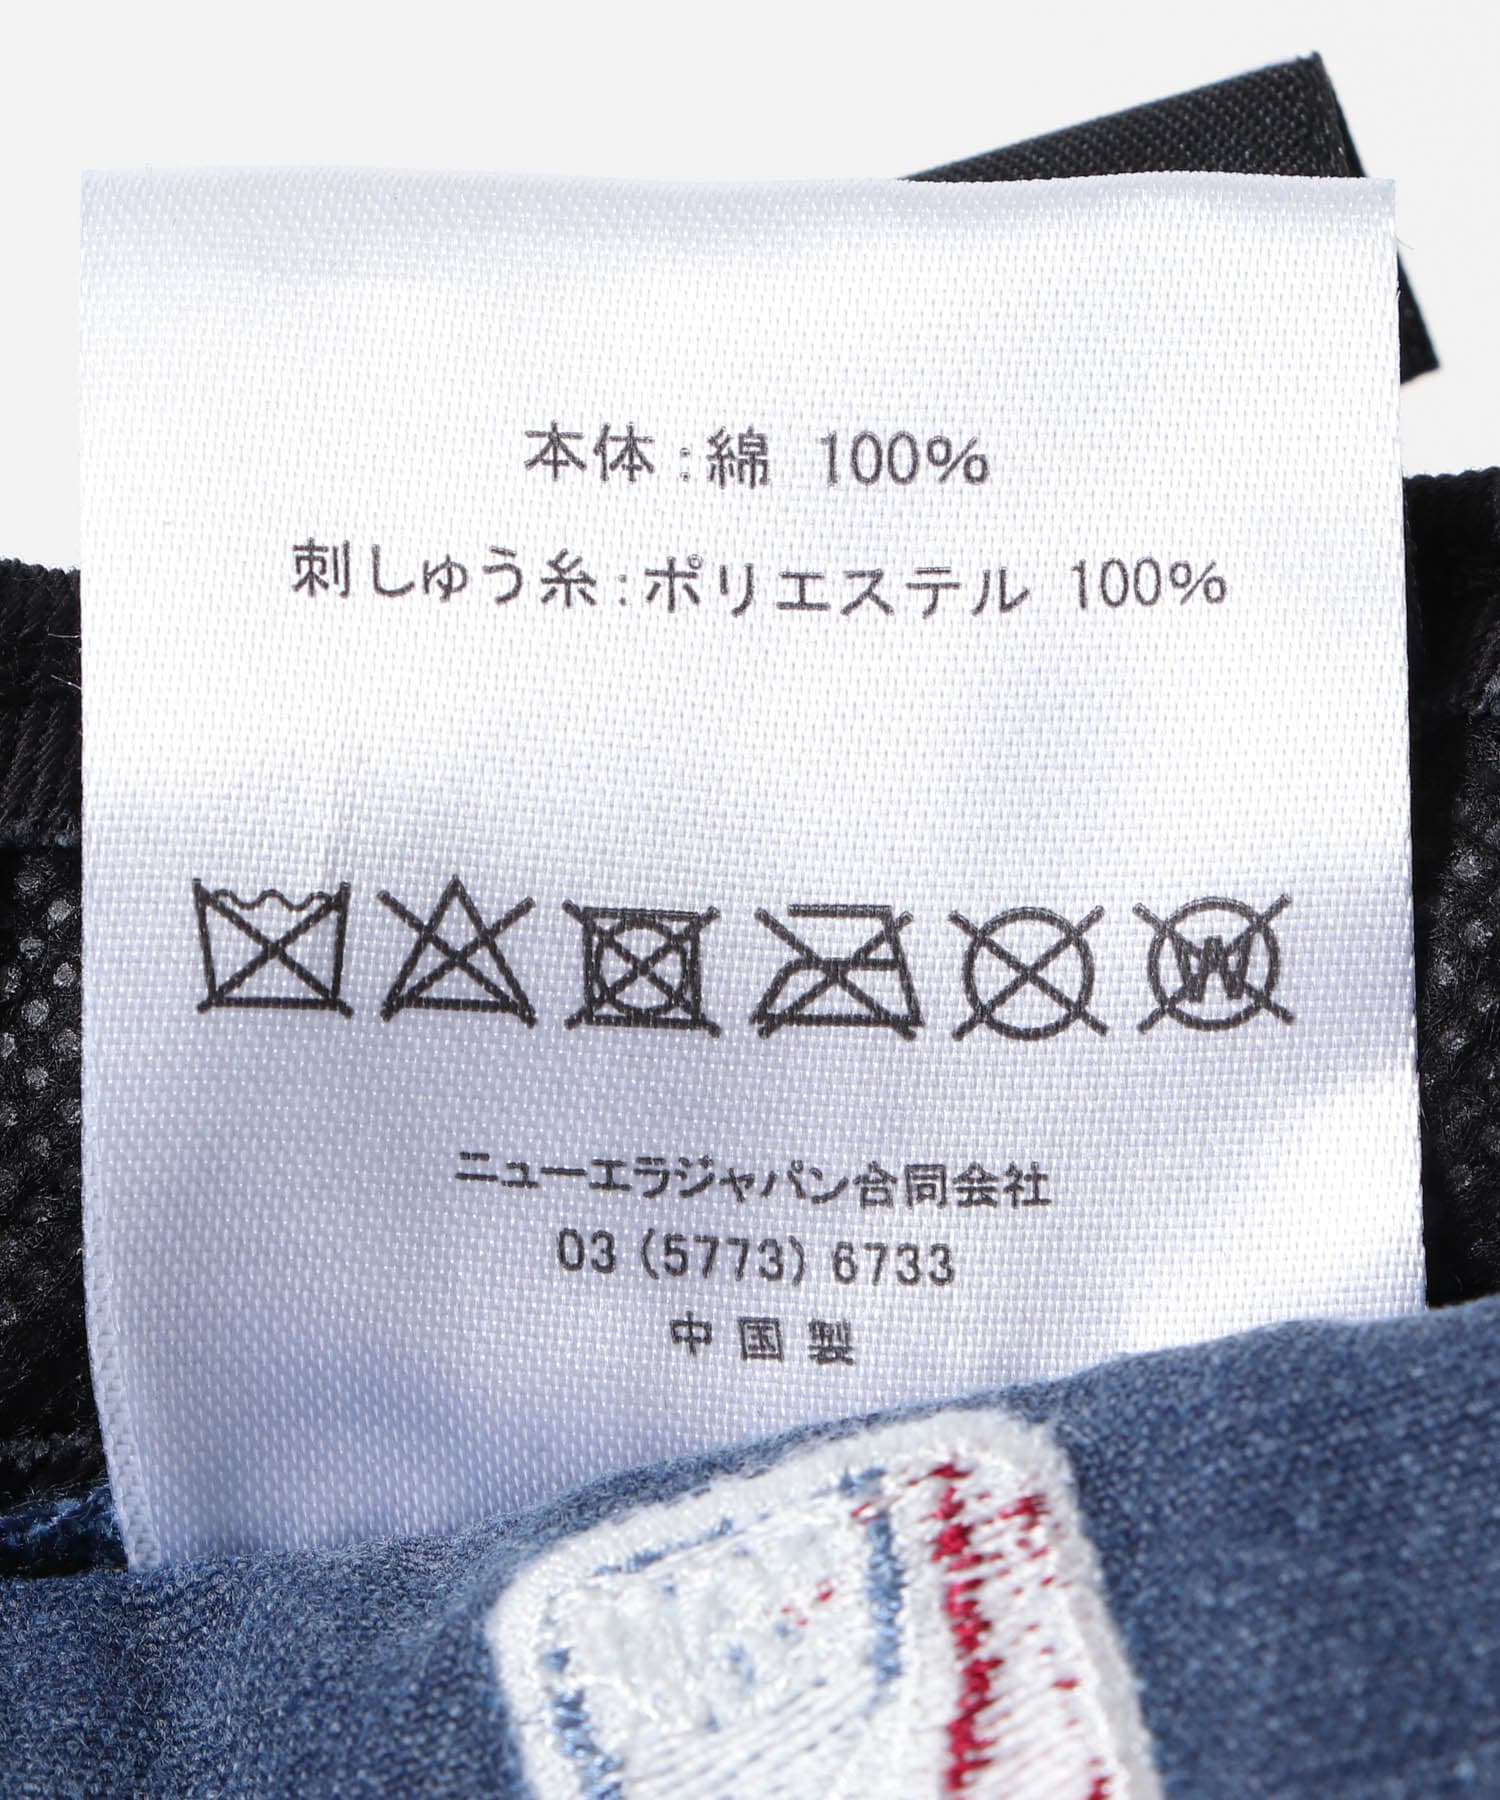 本体:綿 100%
刺しゅう糸:ポリエステル 100%
ニューエラジャパン合同会社
03(5773)6733
中国製